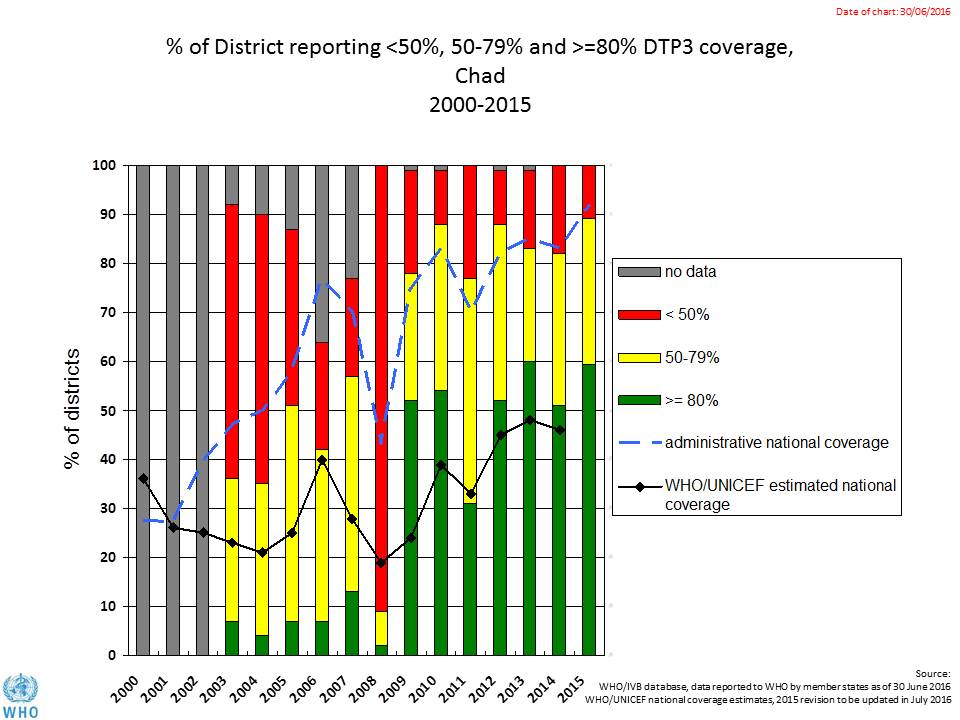 Date of chart: 30/06/2016
% of District reporting <50%, 50-79% and >=80% DTP3 coverage,
Chad
2000-2015
100
90
80
70
60
50
40
30
20
10
0
% of districts
2000
2001
2002
2003
2004
2005
2006
2007
2008
2009
2010
2011
2012
2013
2014
2015
no data
< 50%
50-79%
>= 80%
administrative national coverage
WHO/UNICEF estimated national
coverage
WHO
Source:
WHO/IVB database, data reported to WHO by member states as of 30 June 2016
WHO/UNICEF national coverage estimates, 2015 revision to be updated in July 2016